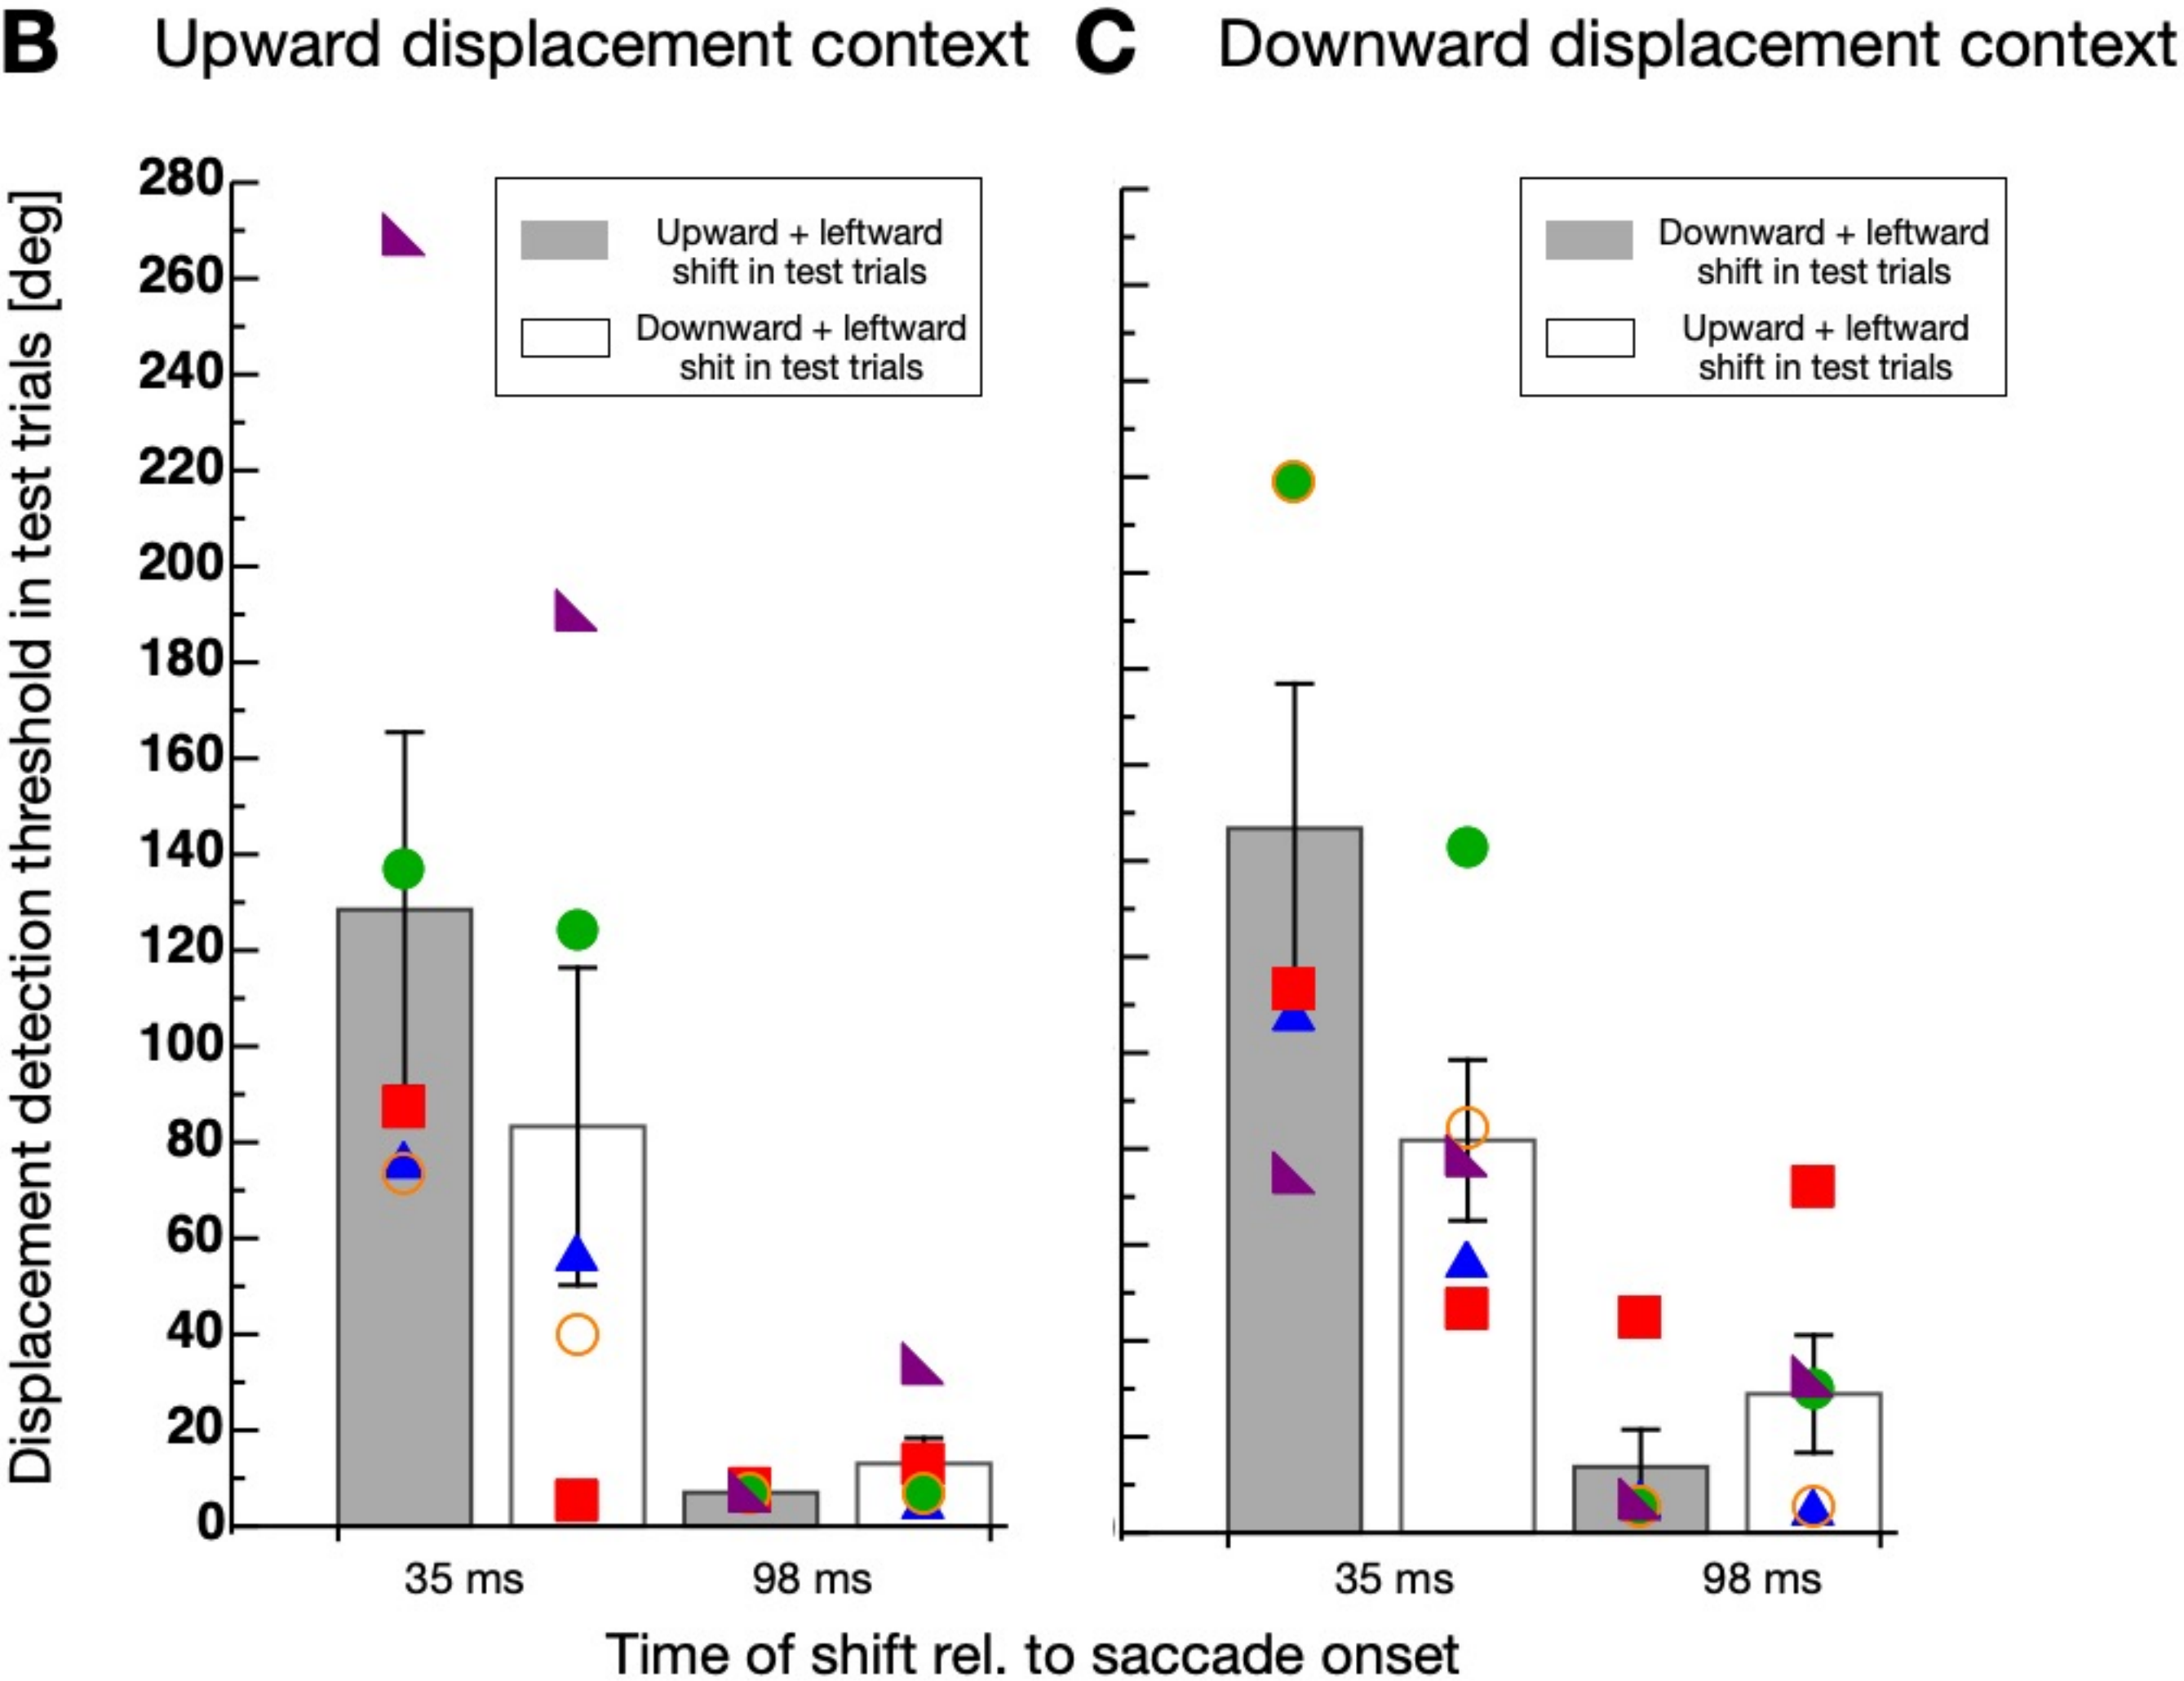 B Upward displacement context
C Downward displacement context
Displacement detection threshold in test trials [deg]
280
260
240
220
200
180
160
140
120
100
80
60
40
20
0
Upward + leftward
shift in test trials
Downward + leftward
shit in test trials
35 ms
98 ms
Downward + leftward
shift in test trials
Upward + leftward
shift in test trials
35 ms
98 ms
Time of shift rel. to saccade onset